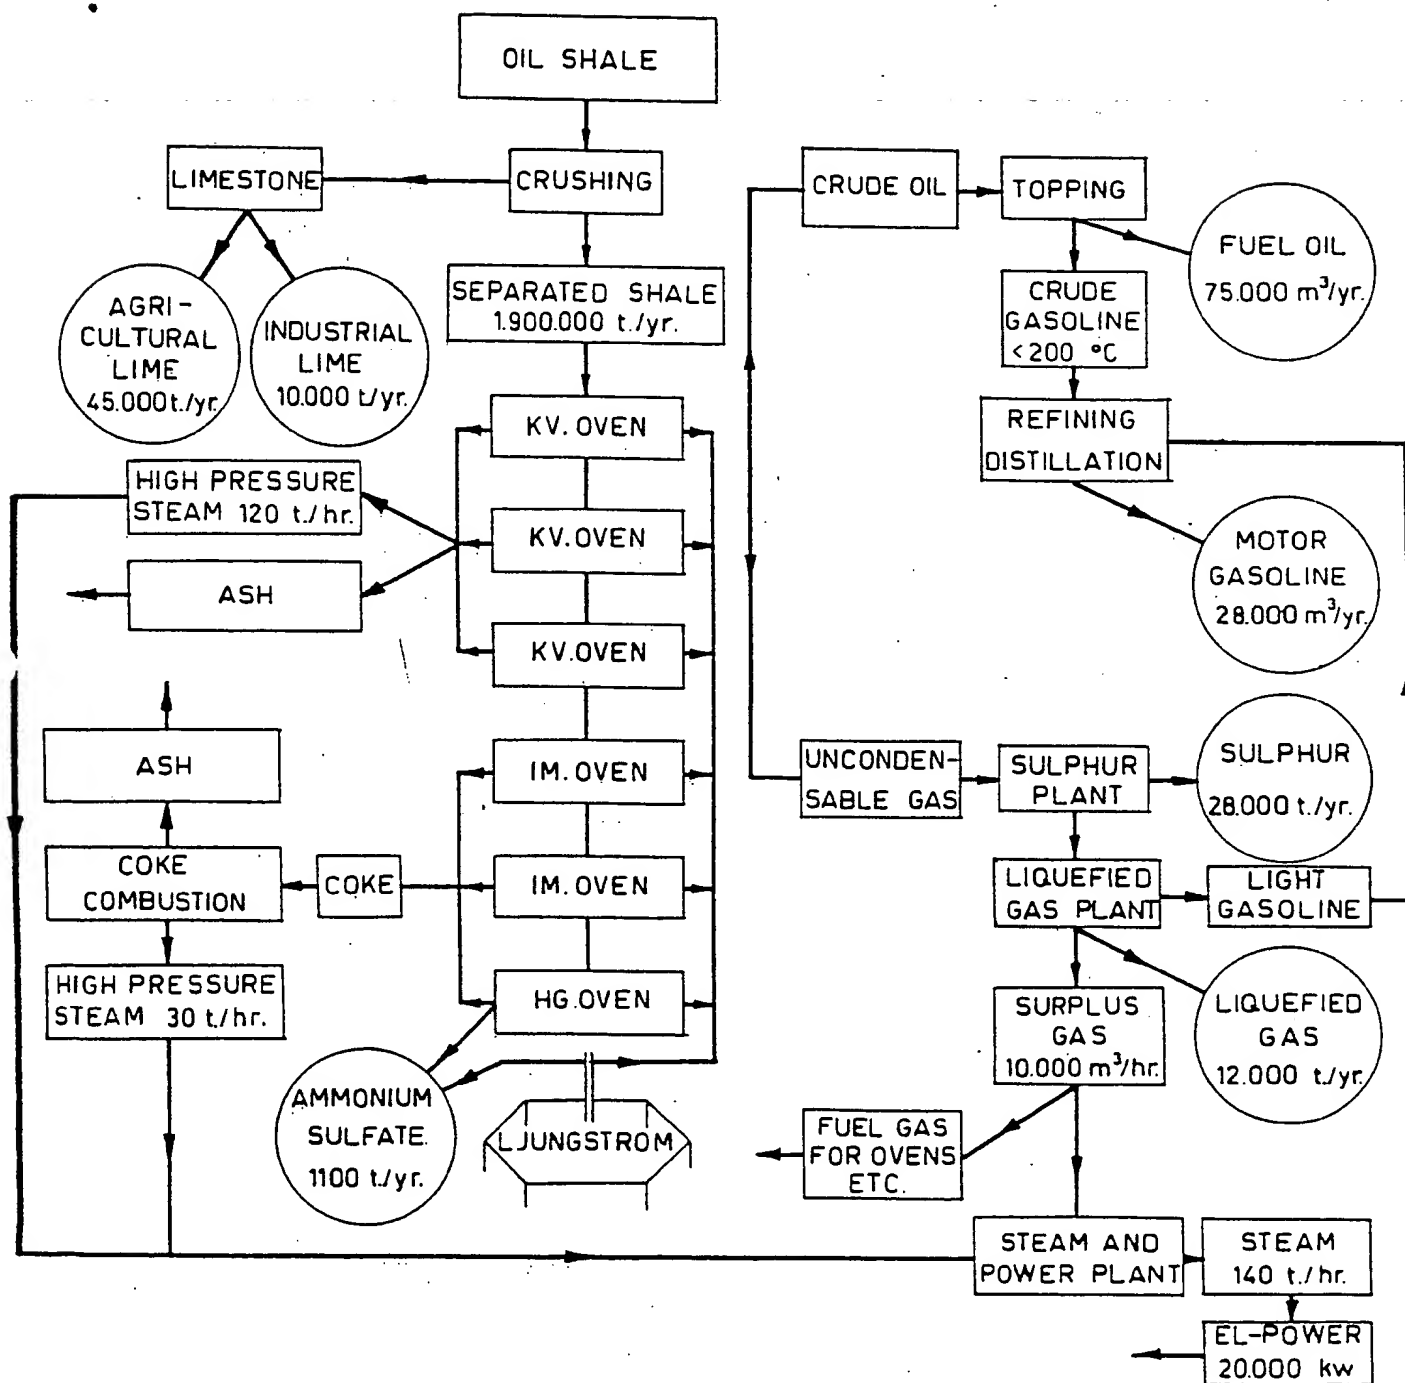 OIL SHALE
LIMESTONE
CRUSHING
AGRI-
CULTURAL
LIME
45.000 t./yr.
INDUSTRIAL
LIME
10.000 t/yr.
SEPARATED SHALE
1.900.000 t./yr.
KV. OVEN
HIGH PRESSURE
STEAM 120 t./hr.
KV. OVEN
ASH
KV. OVEN
ASH
IM. OVEN
COKE
COMBUSTION
COKE
IM. OVEN
HIGH PRESSURE
STEAM 30 t./hr.
HG. OVEN
AMMONIUM
SULFATE.
1100 t./yr.
LJUNGSTROM
CRUDE OIL
TOPPING
FUEL OIL
75.000 m³/yr.
CRUDE
GASOLINE
<200 °C
REFINING
DISTILLATION
MOTOR
GASOLINE
28.000 m³/yr.
UNCONDEN-
SABLE GAS
SULPHUR
PLANT
SULPHUR
28.000 t./yr.
LIQUEFIED
GAS PLANT
LIGHT
GASOLINE
SURPLUS
GAS
10.000 m³/hr.
LIQUEFIED
GAS
12.000 t./yr.
FUEL GAS
FOR OVENS
ETC.
STEAM AND
POWER PLANT
STEAM
140 t./hr.
EL-POWER
20.000 kw